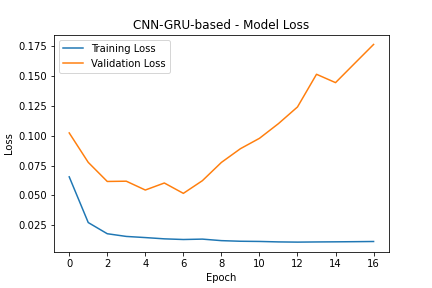 CNN-GRU-based - Model Loss
Training Loss
Validation Loss
Loss
0.175
0.150
0.125
0.100
0.075
0.050
0.025
0 2 4 6 8 10 12 14 16
Epoch